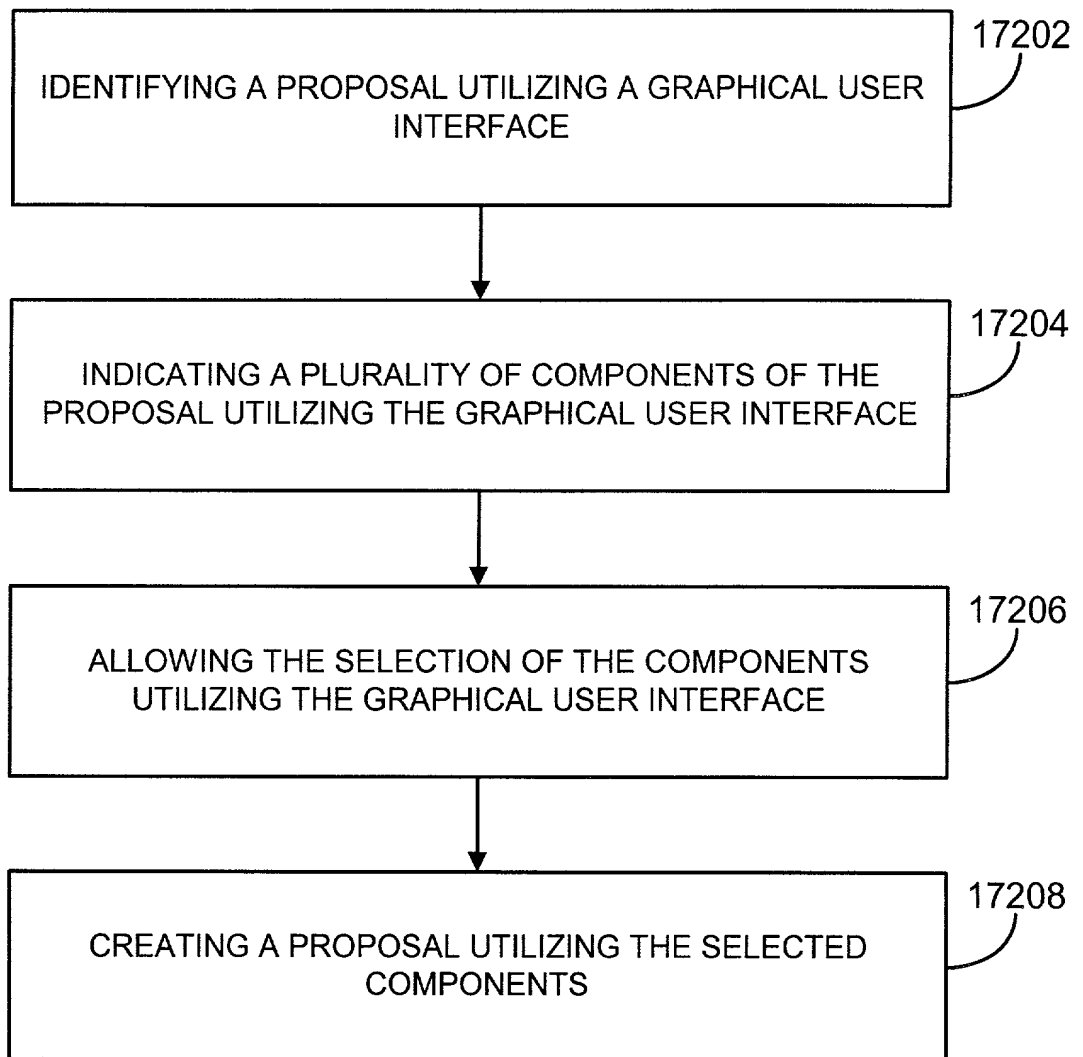 17202
IDENTIFYING A PROPOSAL UTILIZING A GRAPHICAL USER
INTERFACE
17204
INDICATING A PLURALITY OF COMPONENTS OF THE
PROPOSAL UTILIZING THE GRAPHICAL USER INTERFACE
17206
ALLOWING THE SELECTION OF THE COMPONENTS
UTILIZING THE GRAPHICAL USER INTERFACE
17208
CREATING A PROPOSAL UTILIZING THE SELECTED
COMPONENTS